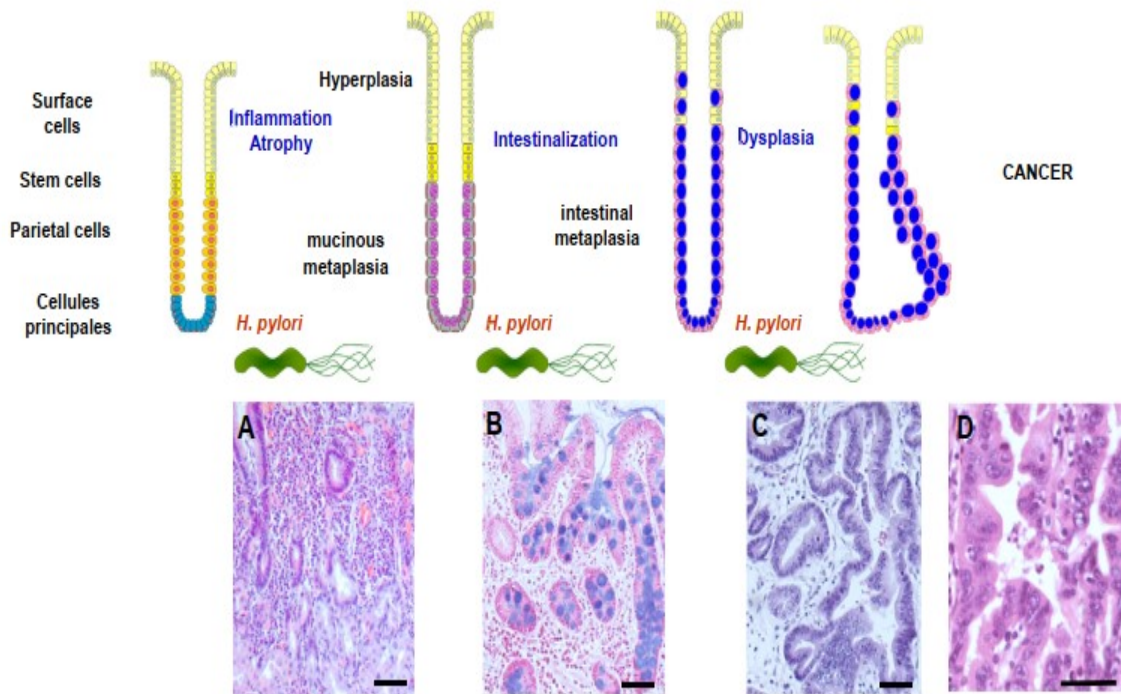 Surface
cells
Stem cells
Parietal cells
Cellules
principales
Inflammation
Atrophy
Hyperplasia
mucinous
metaplasia
Intestinalization
intestinal
metaplasia
Dysplasia
CANCER
H. pylori
H. pylori
H. pylori
A
B
C
D